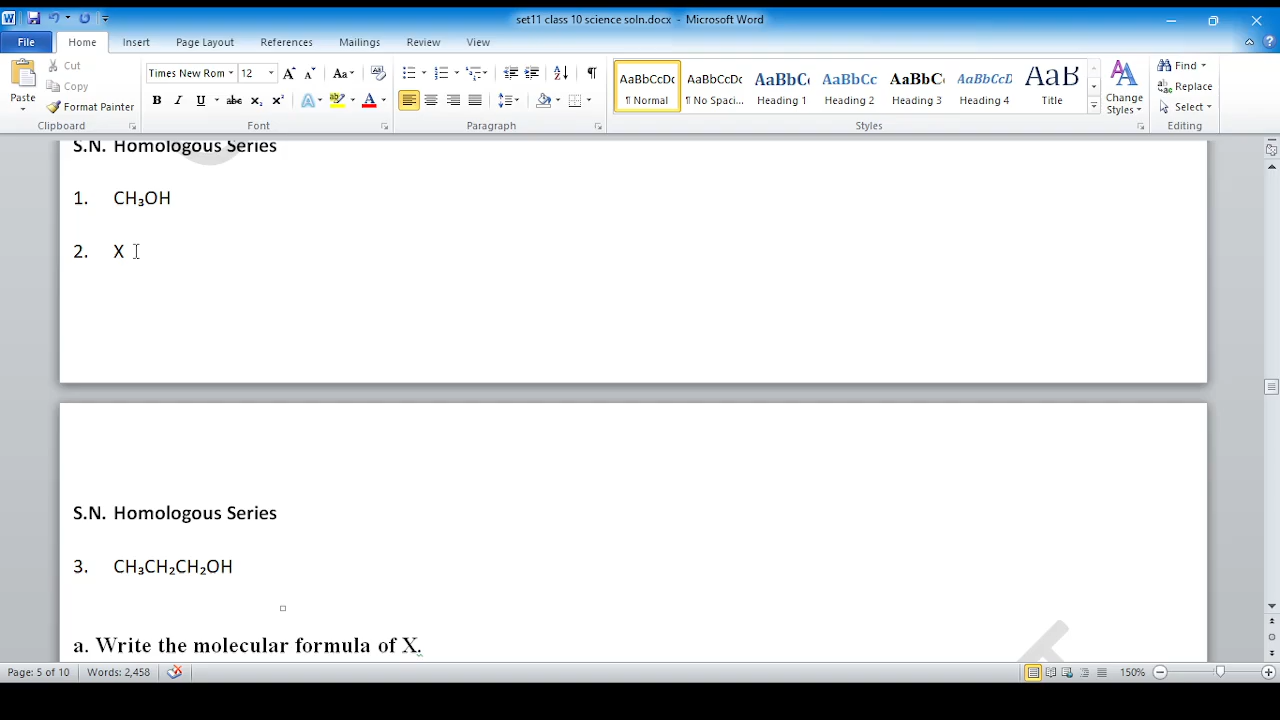 set11 class 10 science soln.docx - Microsoft Word
File Home Insert Page Layout References Mailings Review View
Paste Cut Copy Format Painter
Times New Rom 12
AaBbCcDc AaBbCcDc AaBbC AaBbCc AaBbC AaBbCcD AaB
¶ Normal ¶ No Spaci... Heading 1 Heading 2 Heading 3 Heading 4 Title
Change Styles
Find Replace Select
Clipboard Font Paragraph Styles Editing
S.N. Homologous Series
1. CH₃OH
2. X
S.N. Homologous Series
3. CH₃CH₂CH₂OH
a. Write the molecular formula of X.
Page: 5 of 10 Words: 2,458 150%